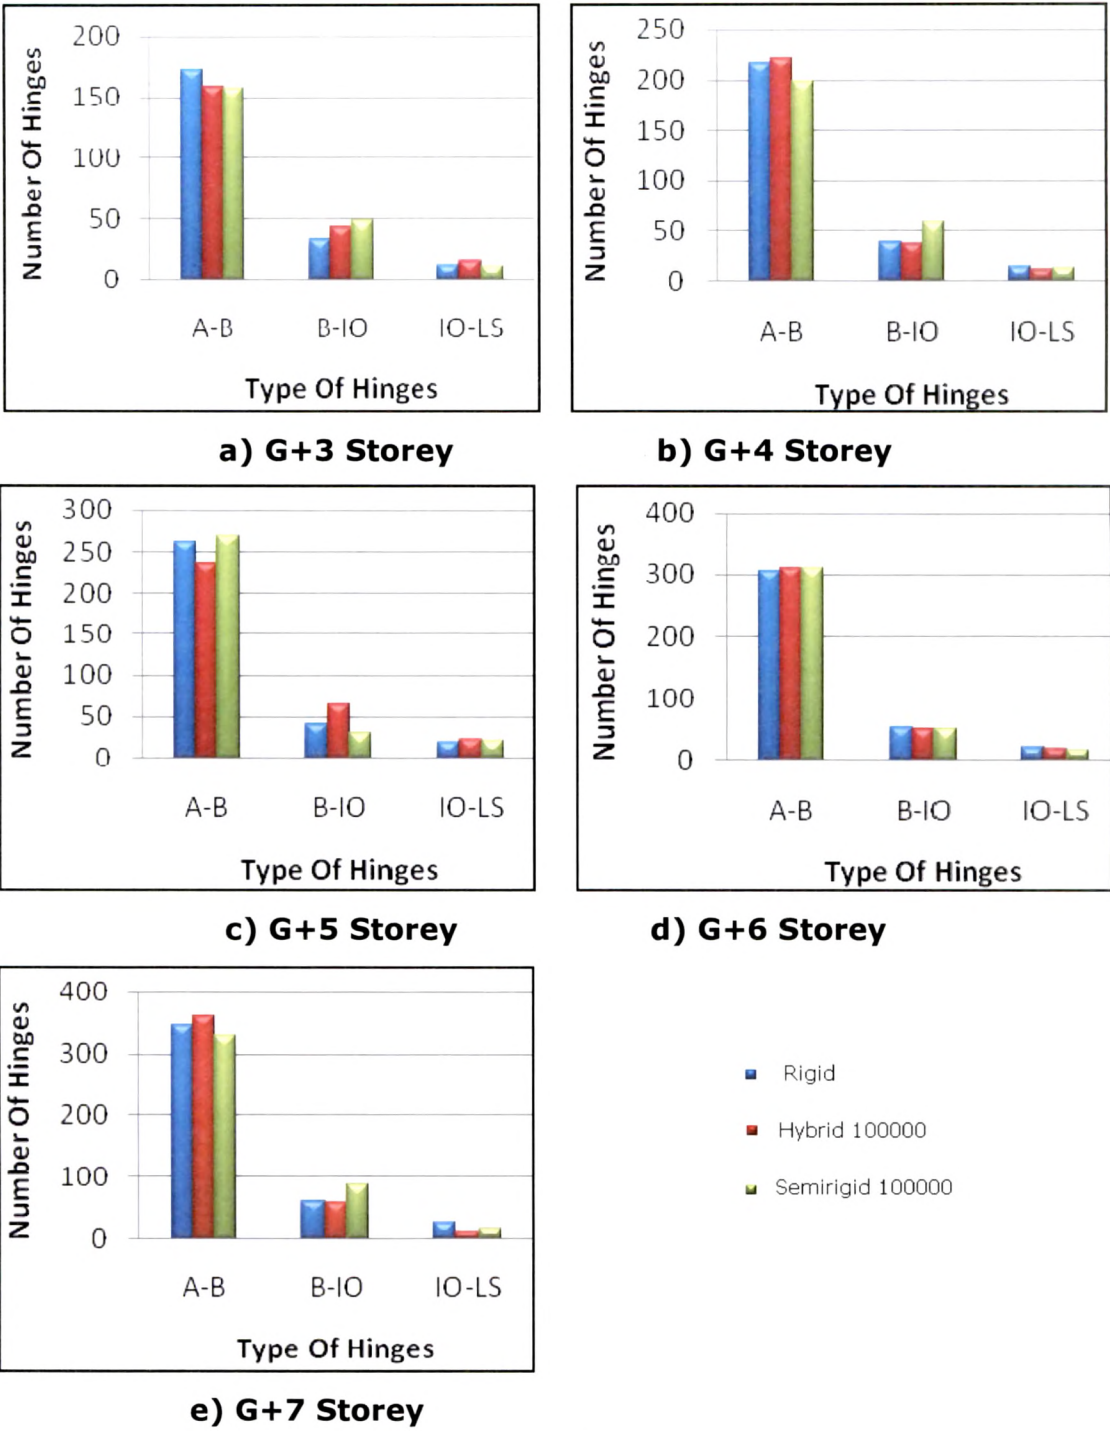 Number Of Hinges
200
150
100
50
0
A-B B-IO IO-LS
Type Of Hinges
a) G+3 Storey
Number Of Hinges
250
200
150
100
50
0
A-B B-IO IO-LS
Type Of Hinges
b) G+4 Storey
Number Of Hinges
300
250
200
150
100
50
0
A-B B-IO IO-LS
Type Of Hinges
c) G+5 Storey
Number Of Hinges
400
300
200
100
0
A-B B-IO IO-LS
Type Of Hinges
d) G+6 Storey
Number Of Hinges
400
300
200
100
0
A-B B-IO IO-LS
Type Of Hinges
e) G+7 Storey
Rigid
Hybrid 100000
Semirigid 100000